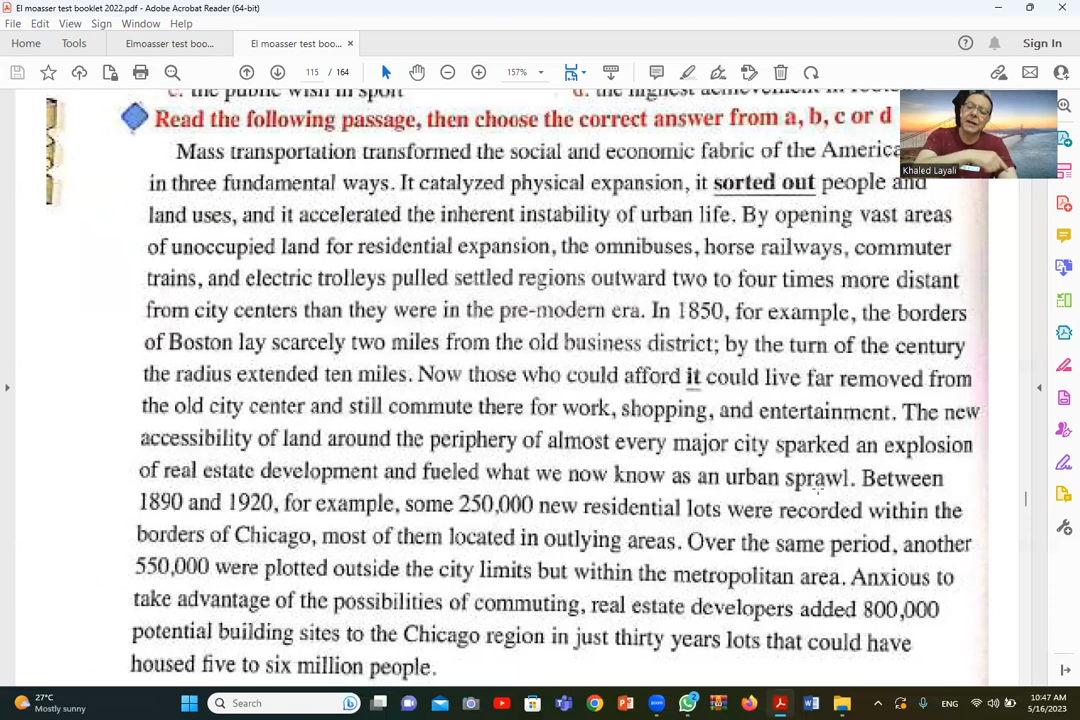 El moasser test booklet 2022.pdf - Adobe Acrobat Reader (64-bit)
File Edit View Sign Window Help
Home Tools Elmoasser test boo... El moasser test boo... × Sign In
115 / 164 157%
c. the public wish in sport d. the highest achievement in
Read the following passage, then choose the correct answer from a, b, c or d
Mass transportation transformed the social and economic fabric of the America
in three fundamental ways. It catalyzed physical expansion, it sorted out people and
Khaled Layali
land uses, and it accelerated the inherent instability of urban life. By opening vast areas
of unoccupied land for residential expansion, the omnibuses, horse railways, commuter
trains, and electric trolleys pulled settled regions outward two to four times more distant
from city centers than they were in the pre-modern era. In 1850, for example, the borders
of Boston lay scarcely two miles from the old business district; by the turn of the century
the radius extended ten miles. Now those who could afford it could live far removed from
the old city center and still commute there for work, shopping, and entertainment. The new
accessibility of land around the periphery of almost every major city sparked an explosion
of real estate development and fueled what we now know as an urban sprawl. Between
1890 and 1920, for example, some 250,000 new residential lots were recorded within the
borders of Chicago, most of them located in outlying areas. Over the same period, another
550,000 were plotted outside the city limits but within the metropolitan area. Anxious to
take advantage of the possibilities of commuting, real estate developers added 800,000
potential building sites to the Chicago region in just thirty years lots that could have
housed five to six million people.
27°C
Mostly sunny
Search
2
ENG
10:47 AM
5/16/2023